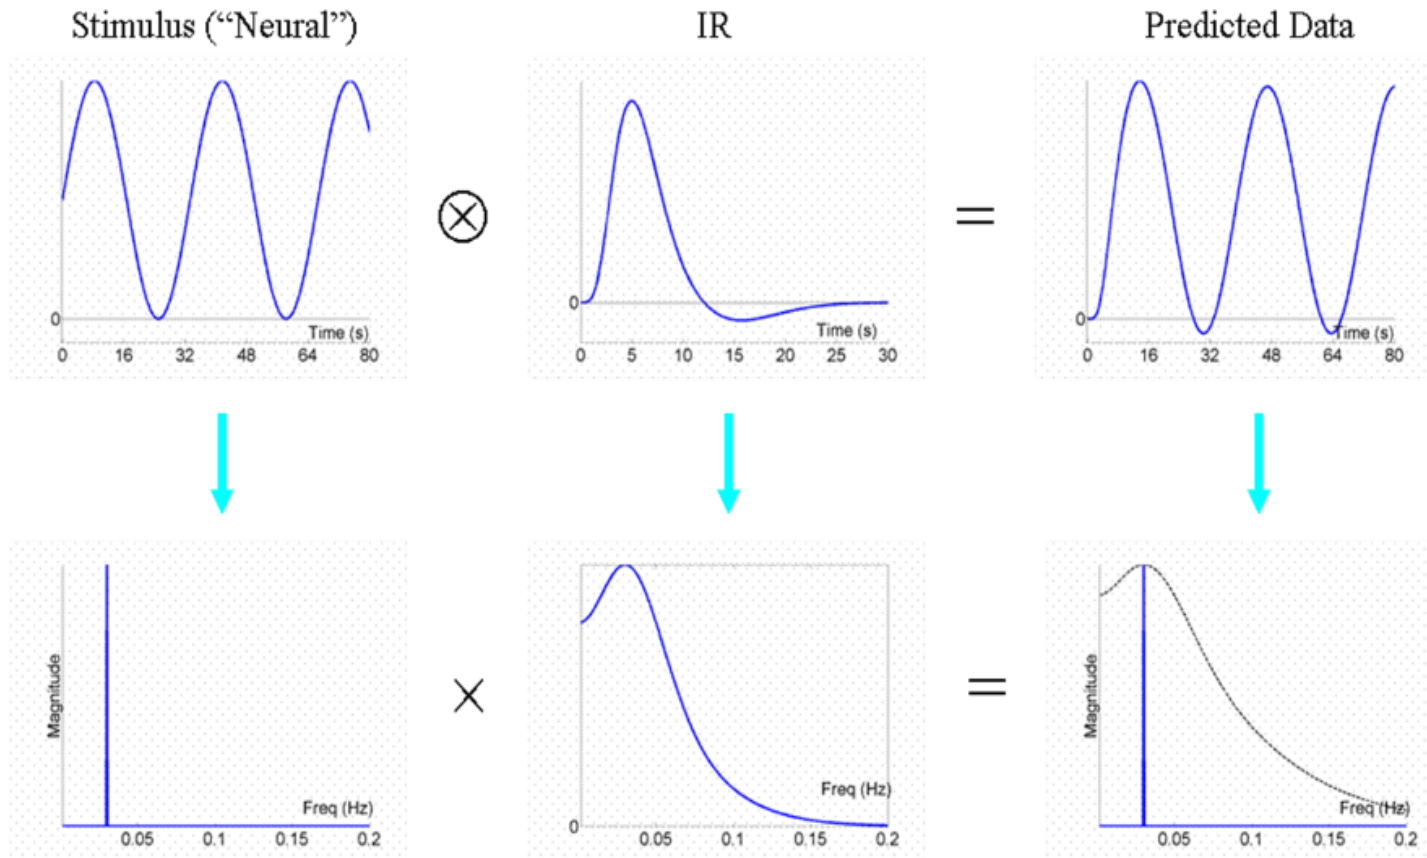 Stimulus (“Neural”)
IR
Predicted Data
0
Time (s)
0 16 32 48 64 80
⊗
0
Time (s)
0 5 10 15 20 25 30
=
0
Time (s)
0 16 32 48 64 80
Magnitude
Freq (Hz)
0.05 0.1 0.15 0.2
×
Freq (Hz)
0
0.05 0.1 0.15 0.2
=
Magnitude
Freq (Hz)
0.05 0.1 0.15 0.2